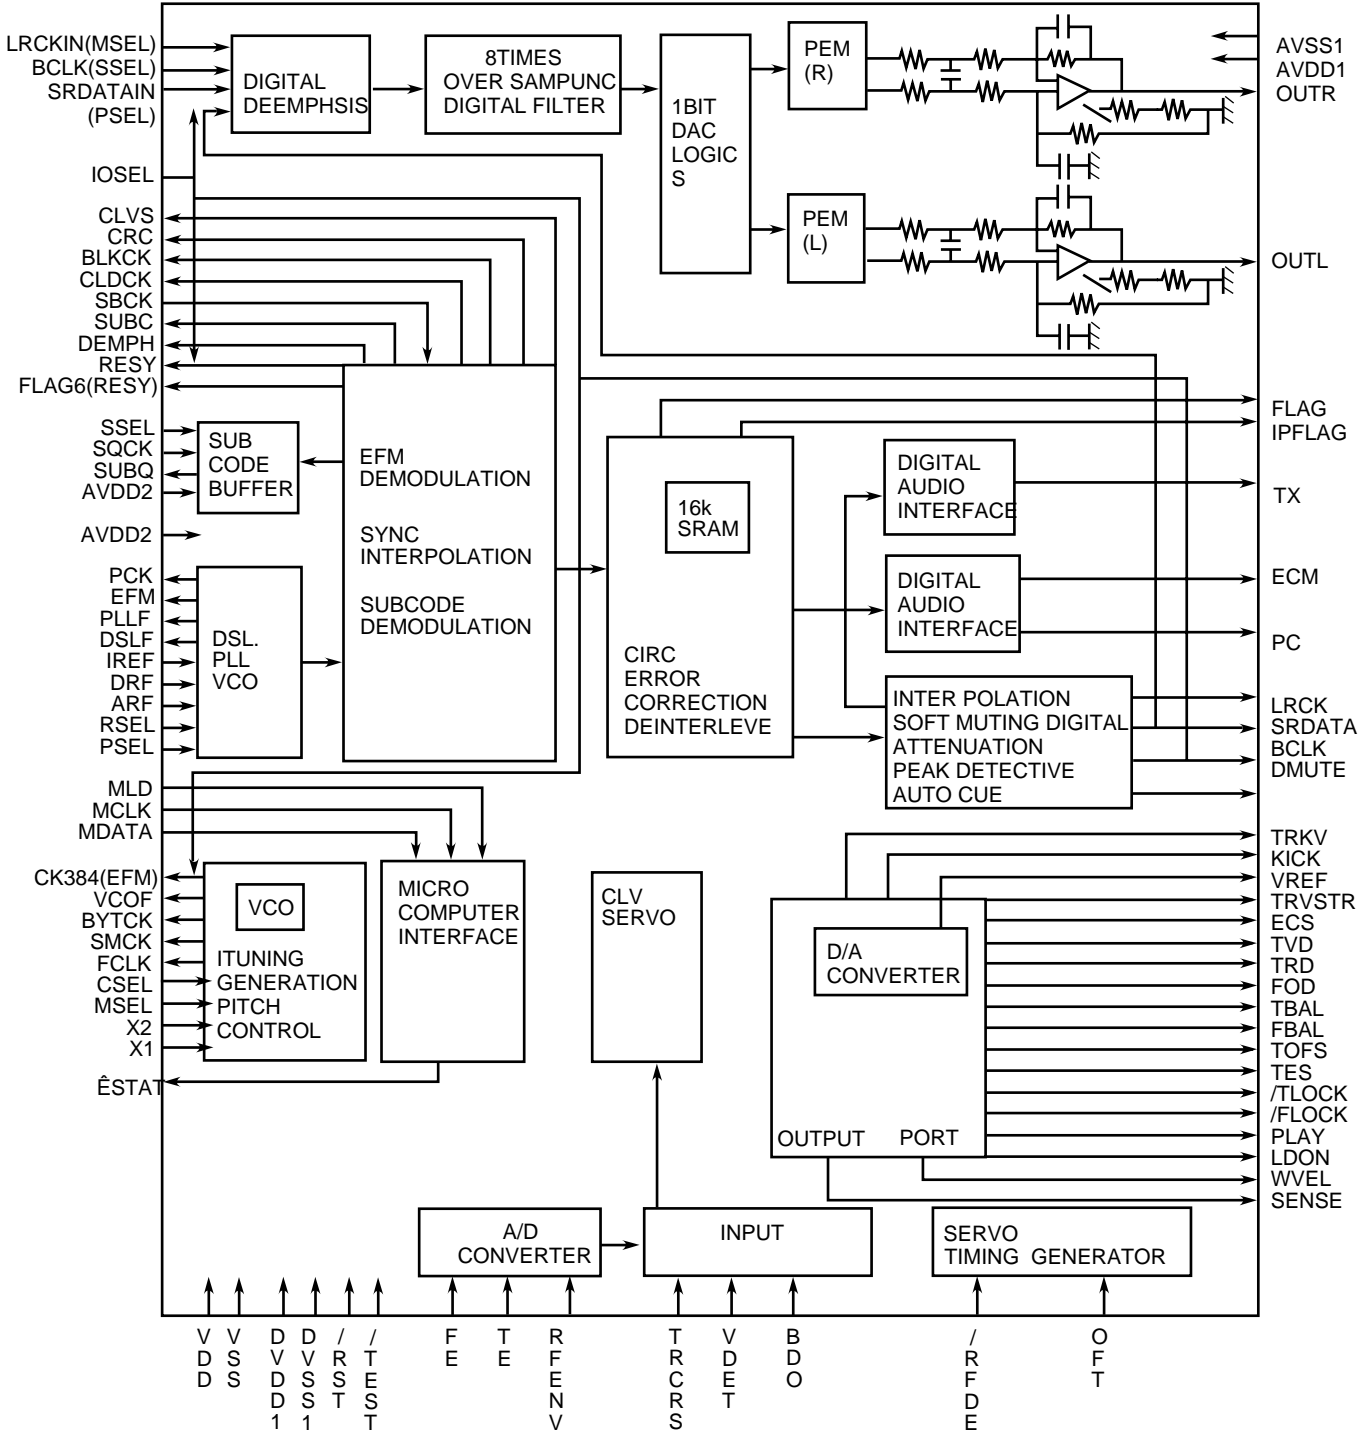 LRCKIN(MSEL)
BCLK(SSEL)
SRDATAIN
(PSEL)
IOSEL
CLVS
CRC
BLKCK
CLDCK
SBCK
SUBC
DEMPH
RESY
FLAG6(RESY)
SSEL
SQCK
SUBQ
AVDD2
AVDD2
PCK
EFM
PLLF
DSLF
IREF
DRF
ARF
RSEL
PSEL
MLD
MCLK
MDATA
CK384(EFM)
VCOF
BYTCK
SMCK
FCLK
CSEL
MSEL
X2
X1
ÊSTAT
DIGITAL
DEEMPHSIS
8TIMES
OVER SAMPUNC
DIGITAL FILTER
1BIT
DAC
LOGIC
S
PEM
(R)
PEM
(L)
SUB
CODE
BUFFER
DSL.
PLL
VCO
EFM
DEMODULATION
SYNC
INTERPOLATION
SUBCODE
DEMODULATION
16k
SRAM
CIRC
ERROR
CORRECTION
DEINTERLEVE
DIGITAL
AUDIO
INTERFACE
DIGITAL
AUDIO
INTERFACE
INTER POLATION
SOFT MUTING DIGITAL
ATTENUATION
PEAK DETECTIVE
AUTO CUE
VCO
ITUNING
GENERATION
PITCH
CONTROL
MICRO
COMPUTER
INTERFACE
CLV
SERVO
D/A
CONVERTER
OUTPUT PORT
A/D
CONVERTER
INPUT
SERVO
TIMING GENERATOR
AVSS1
AVDD1
OUTR
OUTL
FLAG
IPFLAG
TX
ECM
PC
LRCK
SRDATA
BCLK
DMUTE
TRKV
KICK
VREF
TRVSTR
ECS
TVD
TRD
FOD
TBAL
FBAL
TOFS
TES
/TLOCK
/FLOCK
PLAY
LDON
WVEL
SENSE
VDD
VSS
DVDD1
DVSS1
/RST
/TEST
FE
TE
RFENV
TRCRS
VDET
BDO
/RFDE
OFT